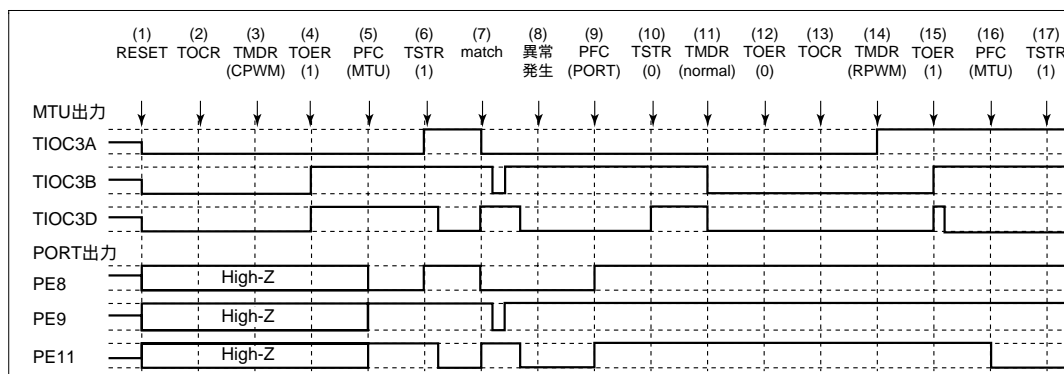 (1) (2) (3) (4) (5) (6) (7) (8) (9) (10) (11) (12) (13) (14) (15) (16) (17)
RESET TOCR TMDR TOER PFC TSTR match 異常 PFC TSTR TMDR TOER TOCR TMDR TOER PFC TSTR
(CPWM) (1) (MTU) (1) 発生 (PORT) (0) (normal) (0) (RPWM) (1) (MTU) (1)
MTU出力
TIOC3A
TIOC3B
TIOC3D
PORT出力
PE8 High-Z
PE9 High-Z
PE11 High-Z